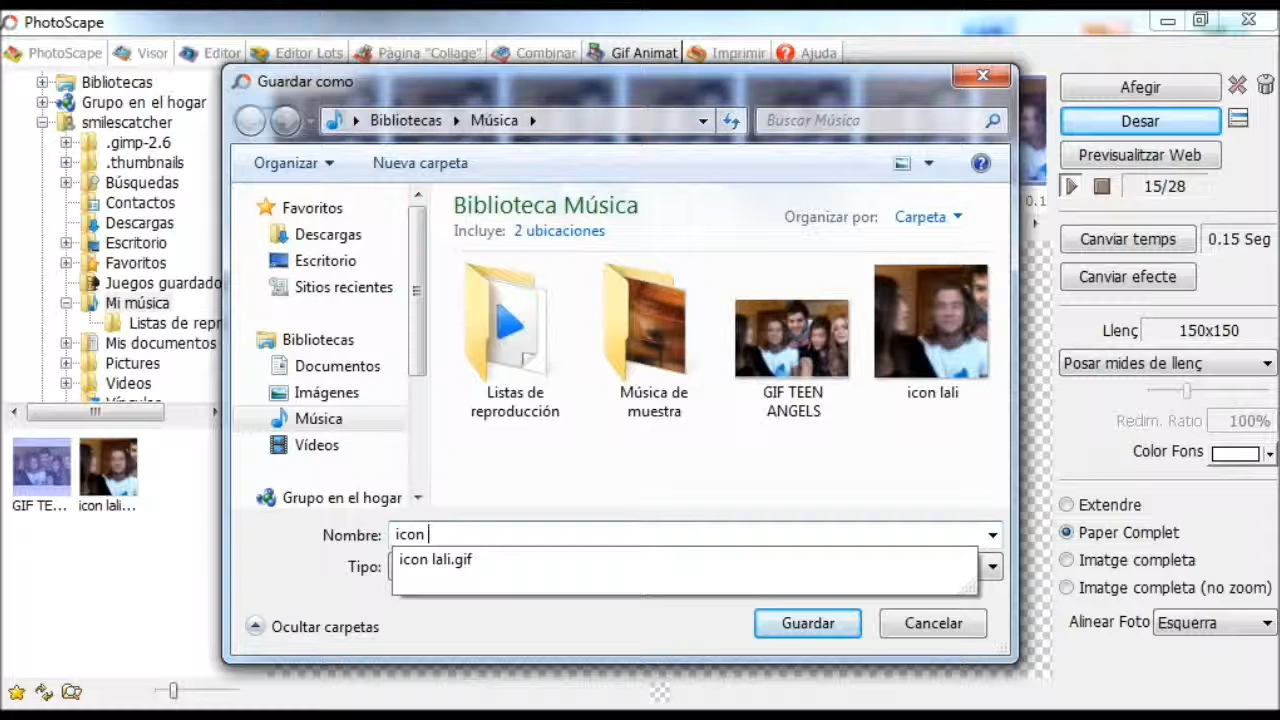 PhotoScape
PhotoScape Visor Editor Editor Lots Pàgina "Collage" Combinar Gif Animat Imprimir Ajuda
Bibliotecas
Grupo en el hogar
smilescatcher
.gimp-2.6
.thumbnails
Búsquedas
Contactos
Descargas
Escritorio
Favoritos
Juegos guardado
Mi música
Listas de repr
Mis documentos
Pictures
Videos
GIF TE... icon lali...
Guardar como
Bibliotecas Música
Buscar Música
Organizar Nueva carpeta
Favoritos
Descargas
Escritorio
Sitios recientes
Bibliotecas
Documentos
Imágenes
Música
Vídeos
Grupo en el hogar
Biblioteca Música
Incluye: 2 ubicaciones
Organizar por: Carpeta
Listas de
reproducción
Música de
muestra
GIF TEEN
ANGELS
icon lali
Nombre: icon
Tipo:
icon lali.gif
Ocultar carpetas
Guardar Cancelar
0.1
Afegir
Desar
Previsualitzar Web
15/28
Canviar temps 0.15 Seg
Canviar efecte
Llenç 150x150
Posar mides de llenç
Redim. Ratio 100%
Color Fons
Extendre
Paper Complet
Imatge completa
Imatge completa (no zoom)
Alinear Foto Esquerra